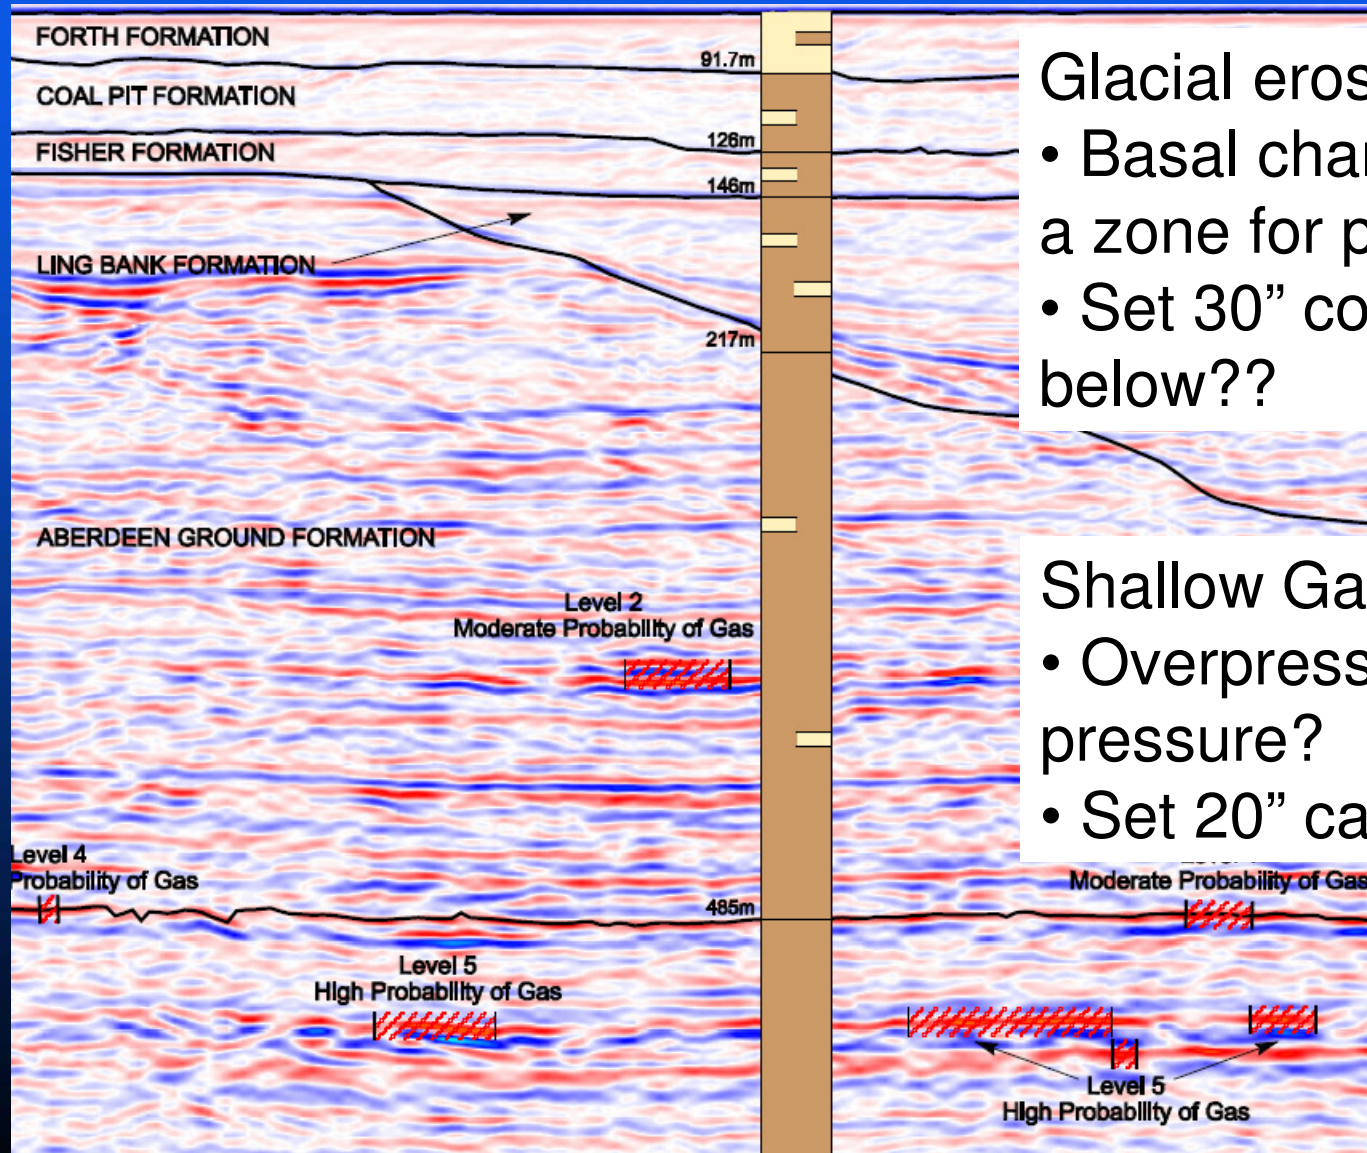 FORTH FORMATION
91.7m
COAL PIT FORMATION
126m
FISHER FORMATION
146m
LING BANK FORMATION
217m
ABERDEEN GROUND FORMATION
Level 2
Moderate Probability of Gas
Level 4
Probability of Gas
485m
Level 5
High Probability of Gas
Glacial eros
• Basal char
a zone for p
• Set 30” co
below??
Shallow Ga
• Overpress
pressure?
• Set 20” ca
Moderate Probability of Gas
Level 5
High Probability of Gas